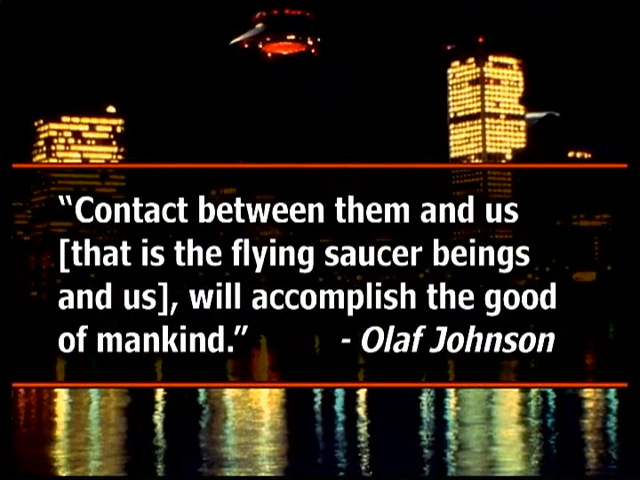 “Contact between them and us
[that is the flying saucer beings
and us], will accomplish the good
of mankind.” - Olaf Johnson